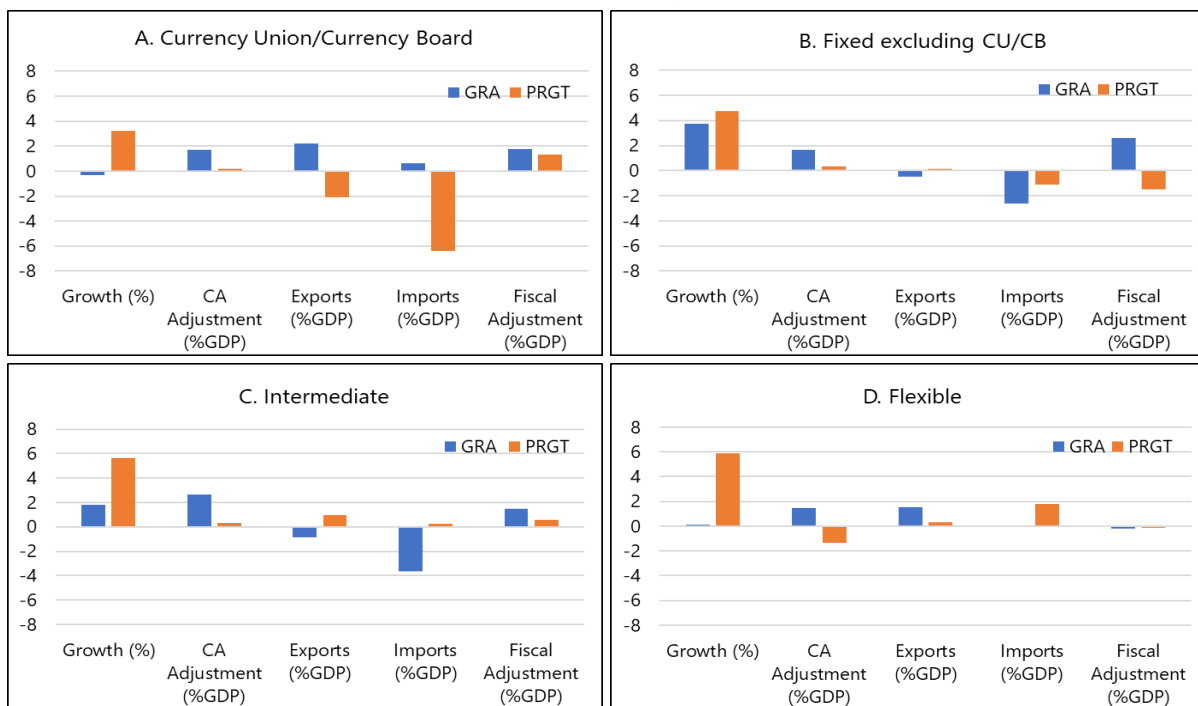 A. Currency Union/Currency Board
8
6
4
2
0
-2
-4
-6
-8
GRA PRGT
Growth (%) CA Exports Imports Fiscal
Adjustment (%GDP) (%GDP) Adjustment
(%GDP) (%GDP)
B. Fixed excluding CU/CB
8
6
4
2
0
-2
-4
-6
-8
GRA PRGT
Growth (%) CA Exports Imports Fiscal
Adjustment (%GDP) (%GDP) Adjustment
(%GDP) (%GDP)
C. Intermediate
8
6
4
2
0
-2
-4
-6
-8
GRA PRGT
Growth (%) CA Exports Imports Fiscal
Adjustment (%GDP) (%GDP) Adjustment
(%GDP) (%GDP)
D. Flexible
8
6
4
2
0
-2
-4
-6
-8
GRA PRGT
Growth (%) CA Exports Imports Fiscal
Adjustment (%GDP) (%GDP) Adjustment
(%GDP) (%GDP)